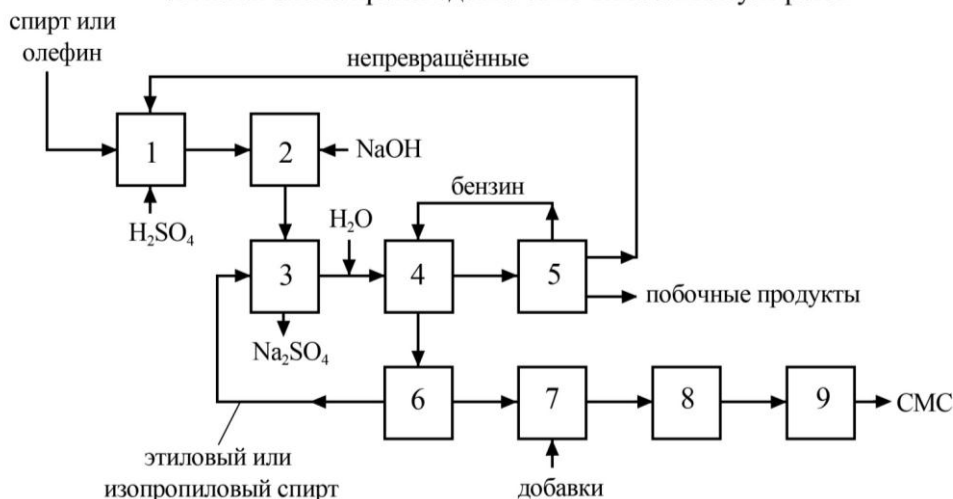 спирт или
олефин
непревращённые
1
2
NaOH
H₂SO₄
бензин
H₂O
3
4
5
побочные продукты
Na₂SO₄
6
7
8
9
СМС
этиловый или
изопропиловый спирт
добавки